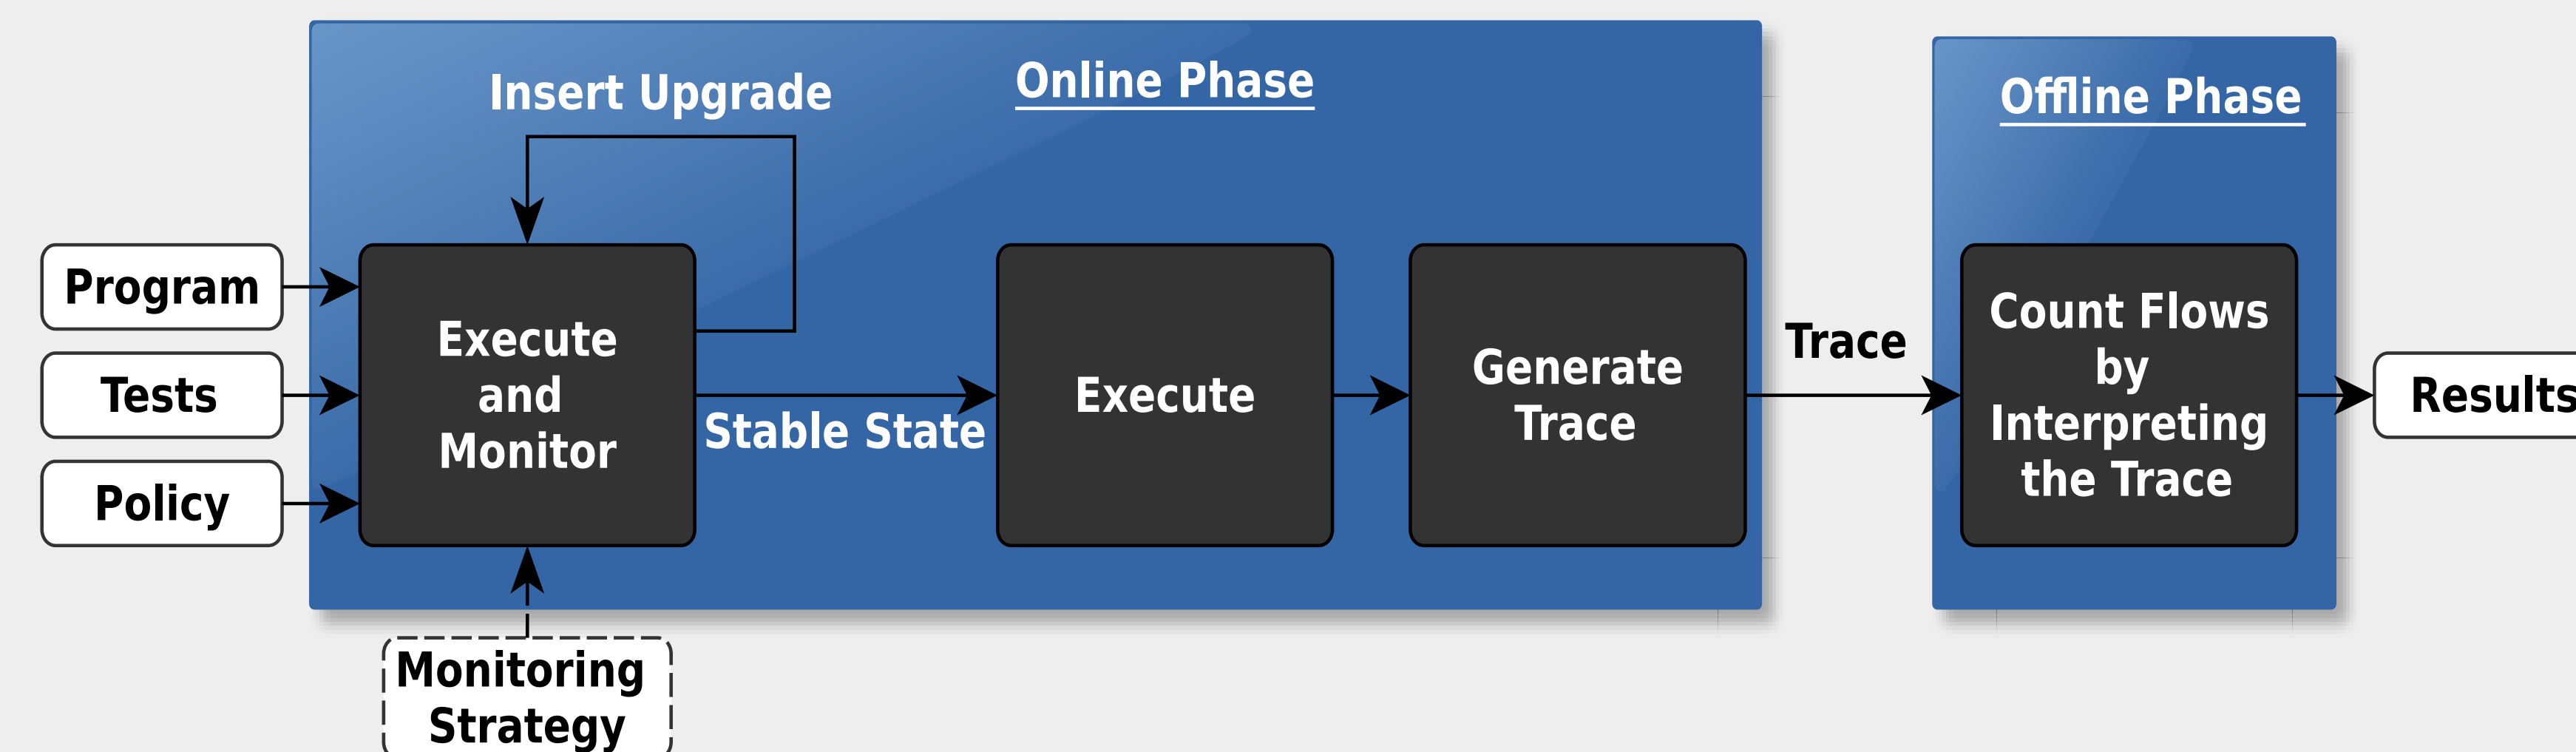 Insert Upgrade
Online Phase
Offline Phase
Program
Tests
Policy
Execute
and
Monitor
Stable State
Execute
Generate
Trace
Trace
Count Flows
by
Interpreting
the Trace
Results
Monitoring
Strategy